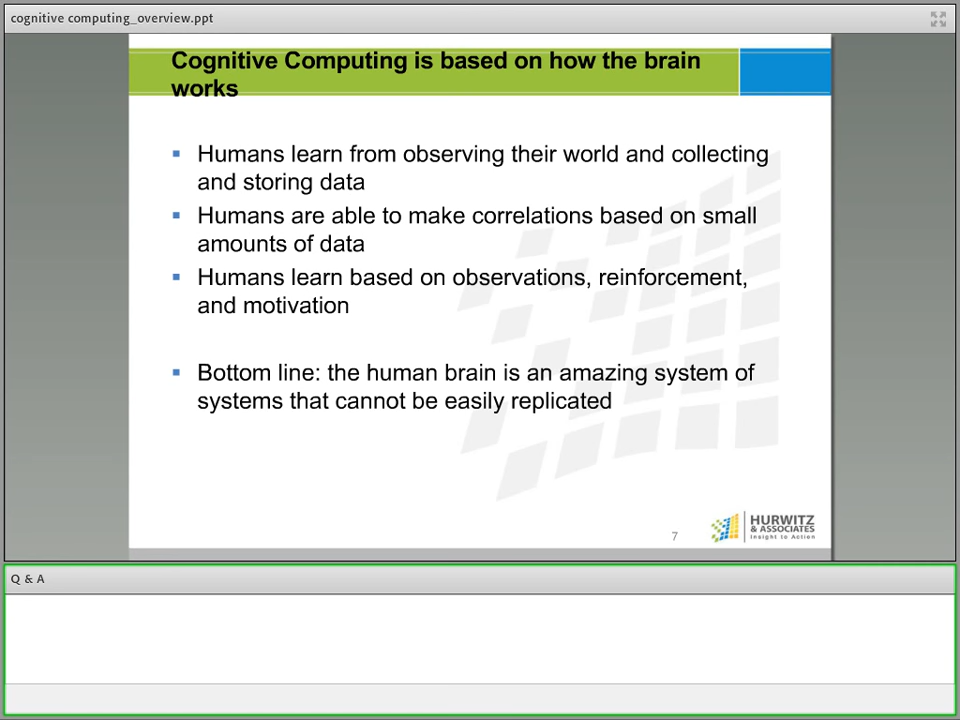 cognitive computing_overview.ppt
Cognitive Computing is based on how the brain
works
Humans learn from observing their world and collecting
and storing data
Humans are able to make correlations based on small
amounts of data
Humans learn based on observations, reinforcement,
and motivation
Bottom line: the human brain is an amazing system of
systems that cannot be easily replicated
7
HURWITZ
& ASSOCIATES
Insight to Action
Q & A